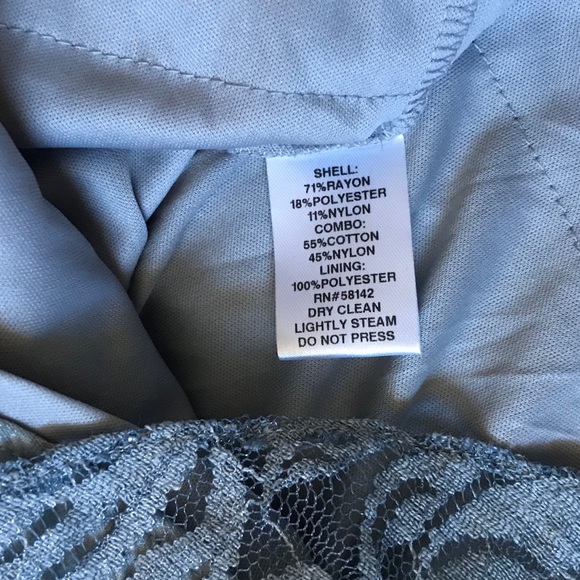 SHELL:
71%RAYON
18%POLYESTER
11%NYLON
COMBO:
55%COTTON
45%NYLON
LINING:
100%POLYESTER
RN#58142
DRY CLEAN
LIGHTLY STEAM
DO NOT PRESS